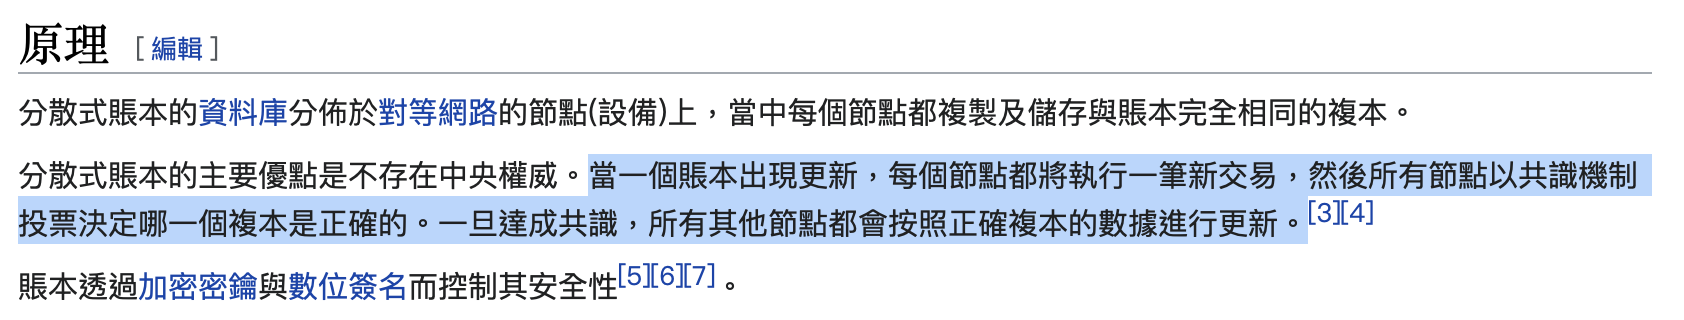 原理 [ 編輯 ]
分散式賬本的資料庫分佈於對等網路的節點(設備)上，當中每個節點都複製及儲存與賬本完全相同的複本。
分散式賬本的主要優點是不存在中央權威。當一個賬本出現更新，每個節點都將執行一筆新交易，然後所有節點以共識機制
投票決定哪一個複本是正確的。一旦達成共識，所有其他節點都會按照正確複本的數據進行更新。[3][4]
賬本透過加密密鑰與數位簽名而控制其安全性[5][6][7]。